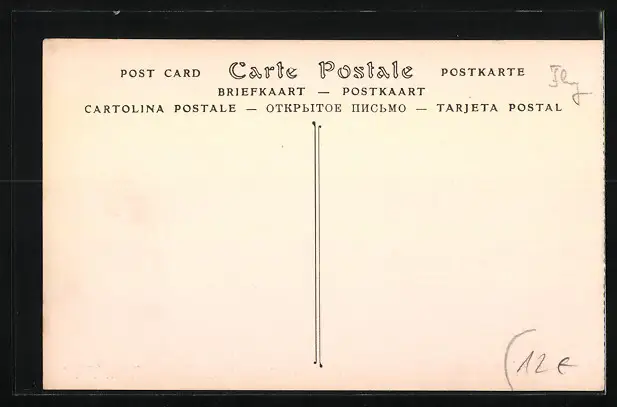 POST CARD Carte Postale POSTKARTE
BRIEFKAART — POSTKAART
CARTOLINA POSTALE — ОТКРЫТОЕ ПИСЬМО — TARJETA POSTAL
12 €